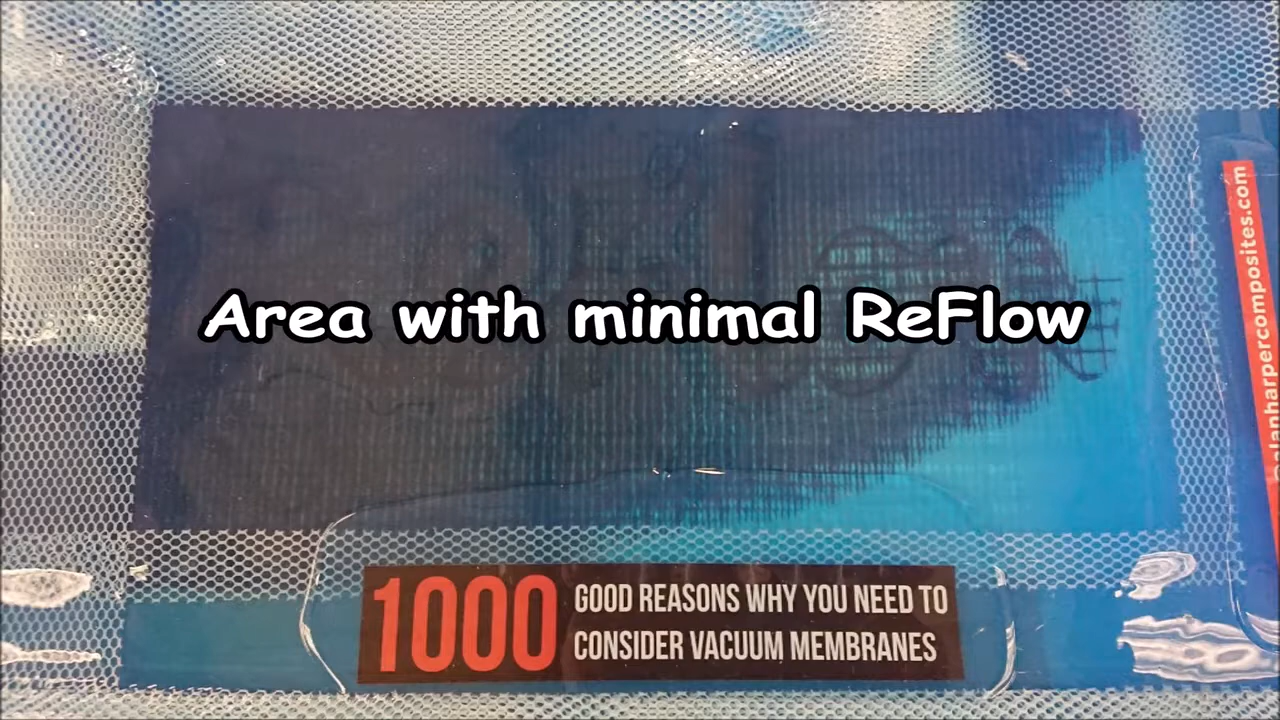 Area with minimal ReFlow
1000 GOOD REASONS WHY YOU NEED TO
CONSIDER VACUUM MEMBRANES
alanharpercomposites.com